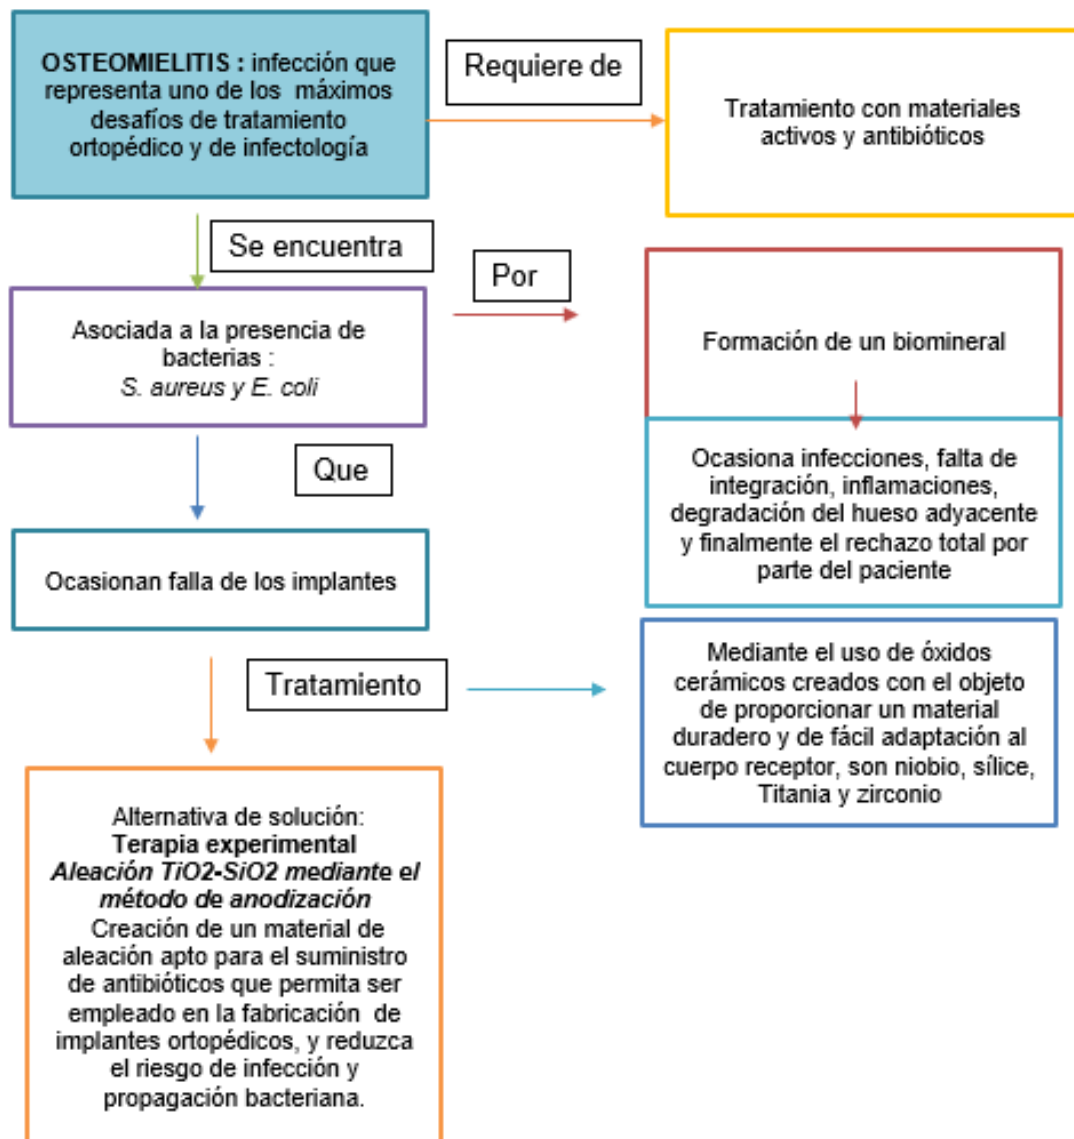 OSTEOMIELITIS : infección que
representa uno de los máximos
desafíos de tratamiento
ortopédico y de infectología
Requiere de
Tratamiento con materiales
activos y antibióticos
Se encuentra
Asociada a la presencia de
bacterias :
S. aureus y E. coli
Por
Formación de un biomineral
Ocasiona infecciones, falta de
integración, inflamaciones,
degradación del hueso adyacente
y finalmente el rechazo total por
parte del paciente
Que
Ocasionan falla de los implantes
Tratamiento
Mediante el uso de óxidos
cerámicos creados con el objeto
de proporcionar un material
duradero y de fácil adaptación al
cuerpo receptor, son niobio, sílice,
Titania y zirconio
Alternativa de solución:
Terapia experimental
Aleación TiO2-SiO2 mediante el
método de anodización
Creación de un material de
aleación apto para el suministro
de antibióticos que permita ser
empleado en la fabricación de
implantes ortopédicos, y reduzca
el riesgo de infección y
propagación bacteriana.